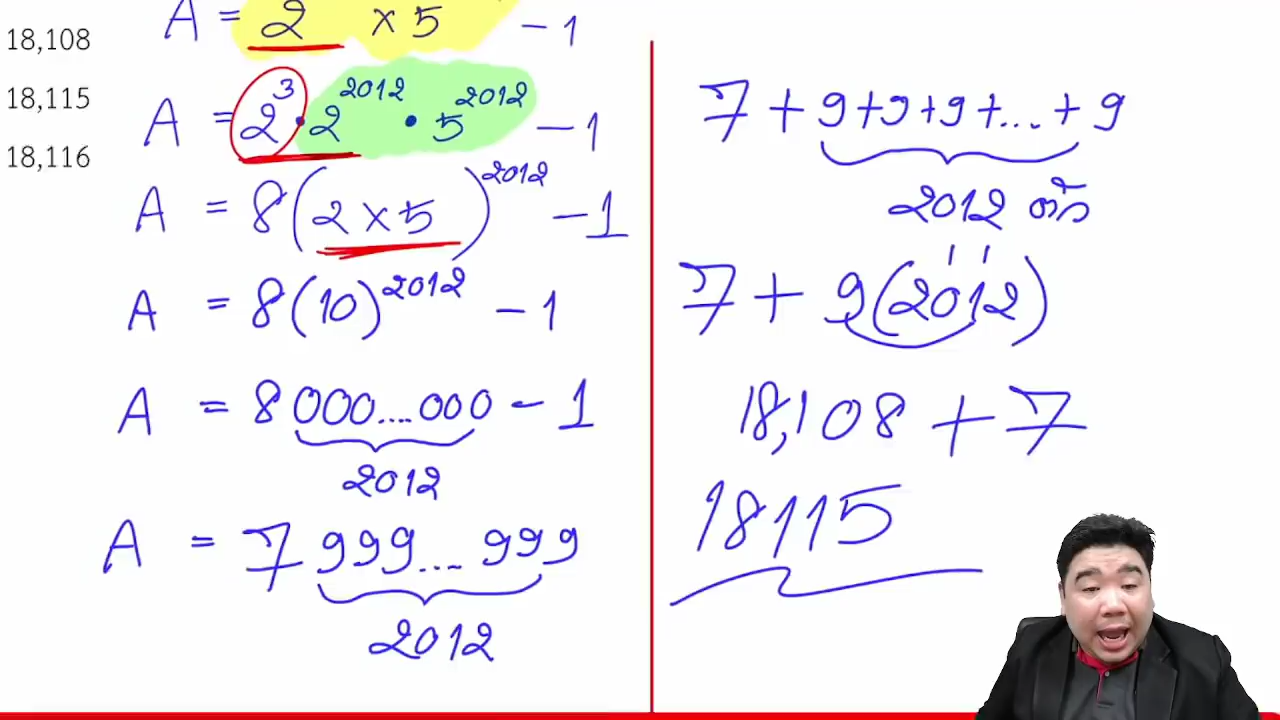 18,108
18,115
18,116
A = 2 × 5 - 1
A = 2³ · 2²⁰¹² · 5²⁰¹² - 1
A = 8(2 × 5)²⁰¹² - 1
A = 8(10)²⁰¹² - 1
A = 8000....000 - 1
2012
A = 7999....999
2012
7 + 9+9+9+...+9
2012 ตัว
7 + 9(2012)
18,108 + 7
18115